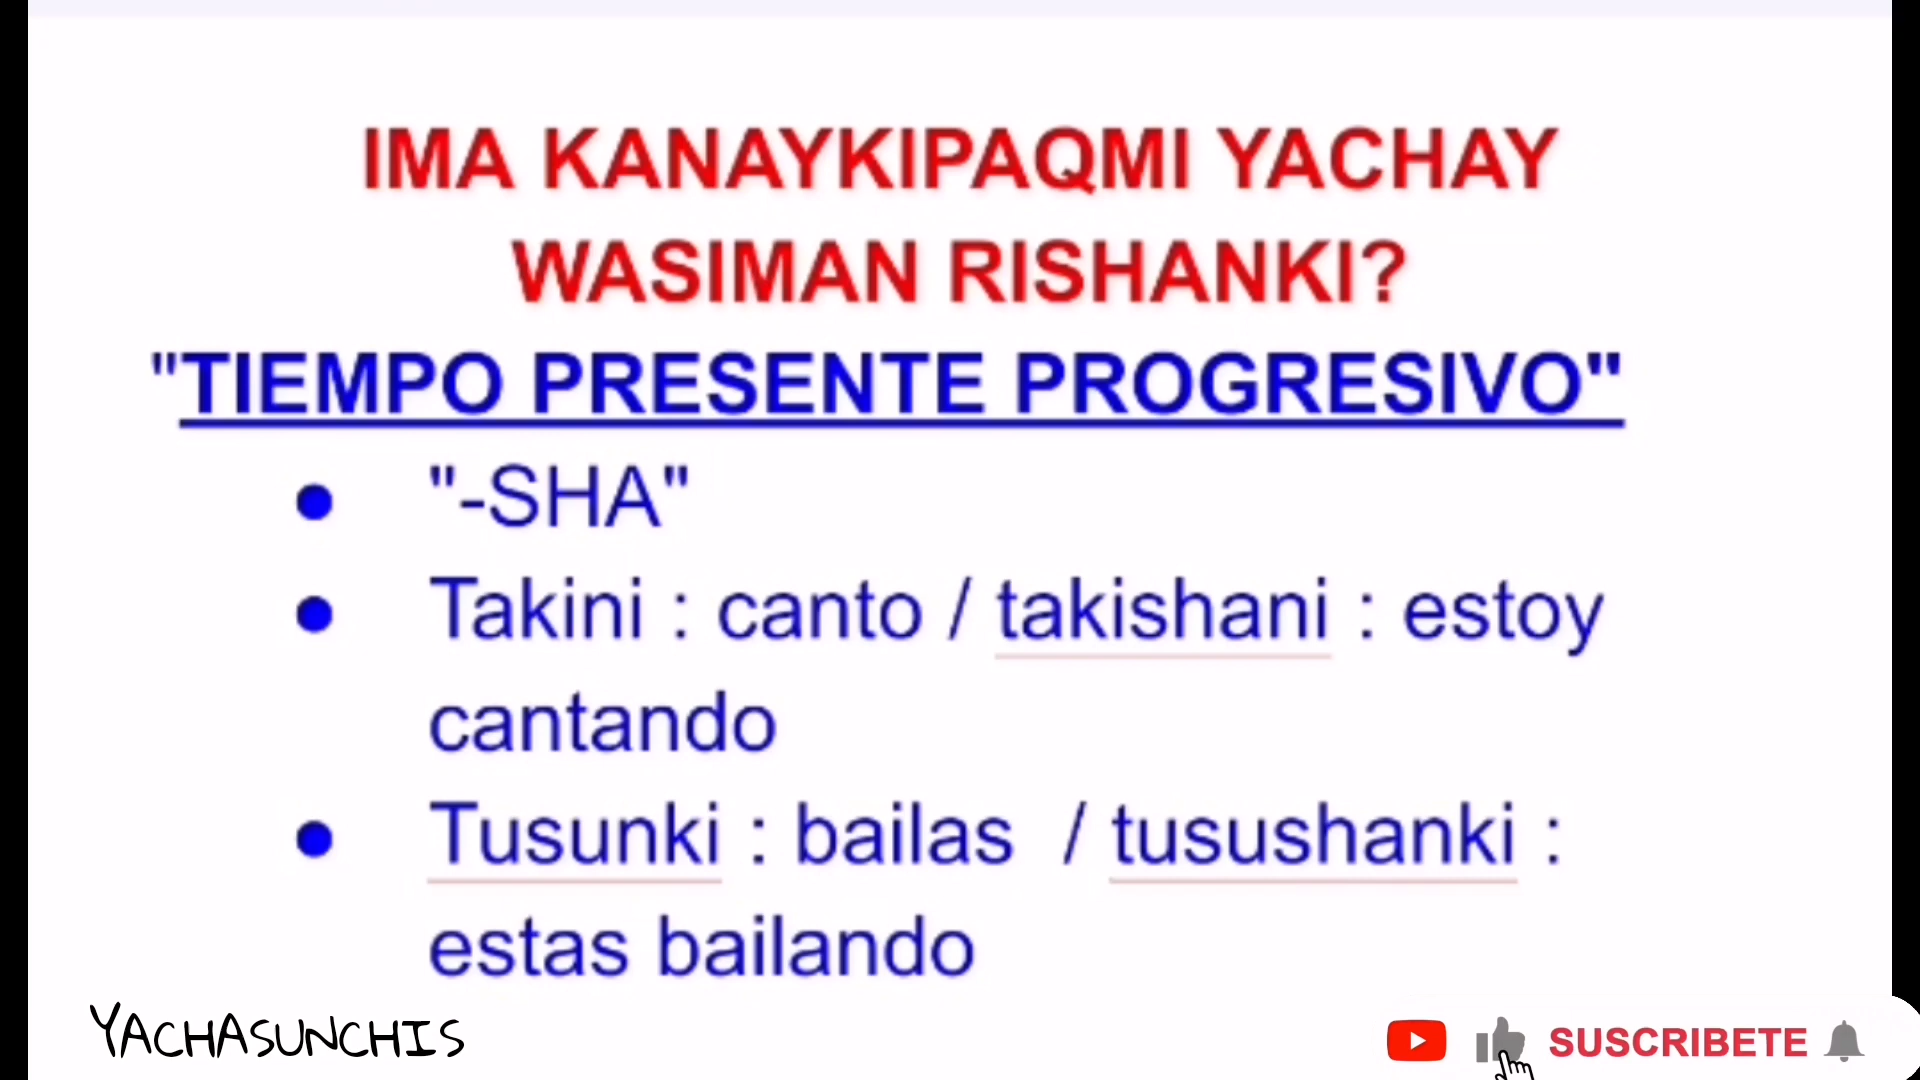 IMA KANAYKIPAQMI YACHAY
WASIMAN RISHANKI?
"TIEMPO PRESENTE PROGRESIVO"
● "-SHA"
● Takini : canto / takishani : estoy
cantando
● Tusunki : bailas / tusushanki :
estas bailando
YACHASUNCHIS
SUSCRIBETE